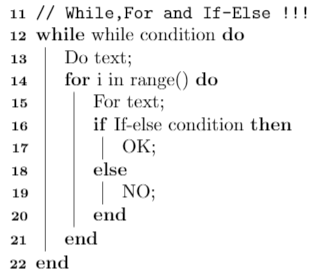 11 // While,For and If-Else !!!
12 while while condition do
13 Do text;
14 for i in range() do
15 For text;
16 if If-else condition then
17 OK;
18 else
19 NO;
20 end
21 end
22 end